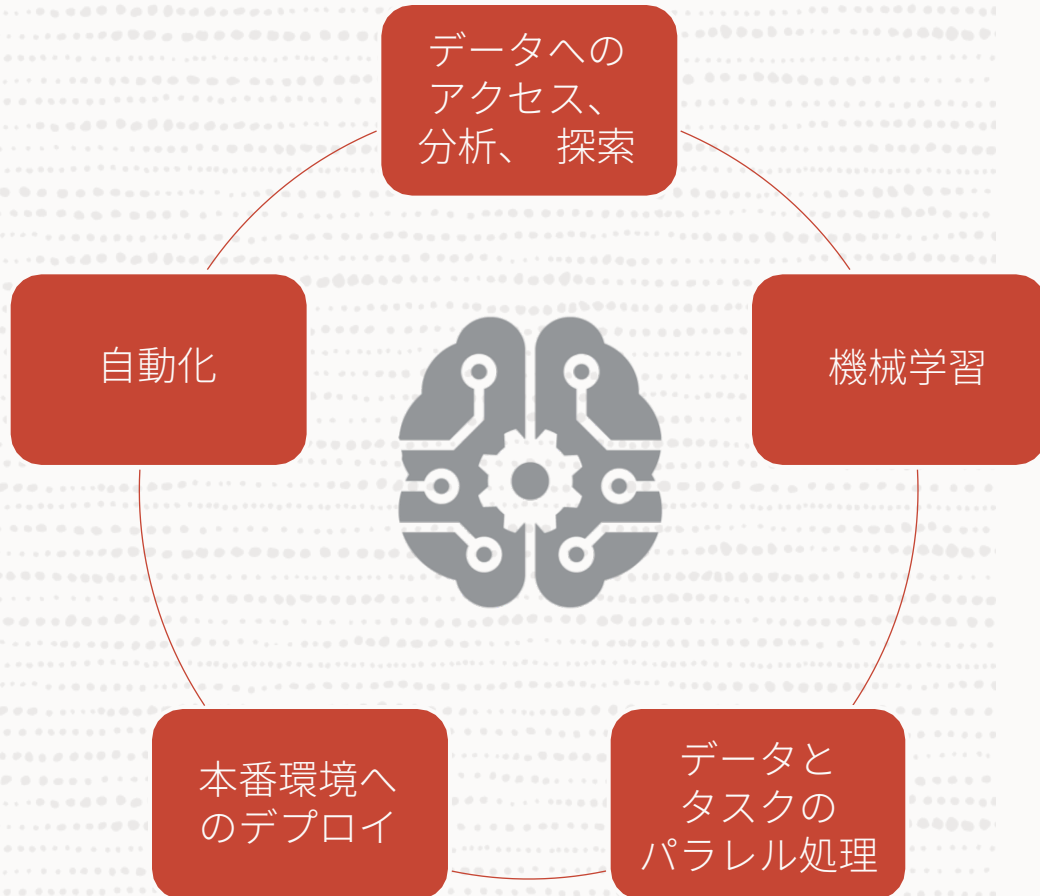 データへの
アクセス、
分析、 探索
自動化
機械学習
本番環境へ
のデプロイ
データと
タスクの
パラレル処理